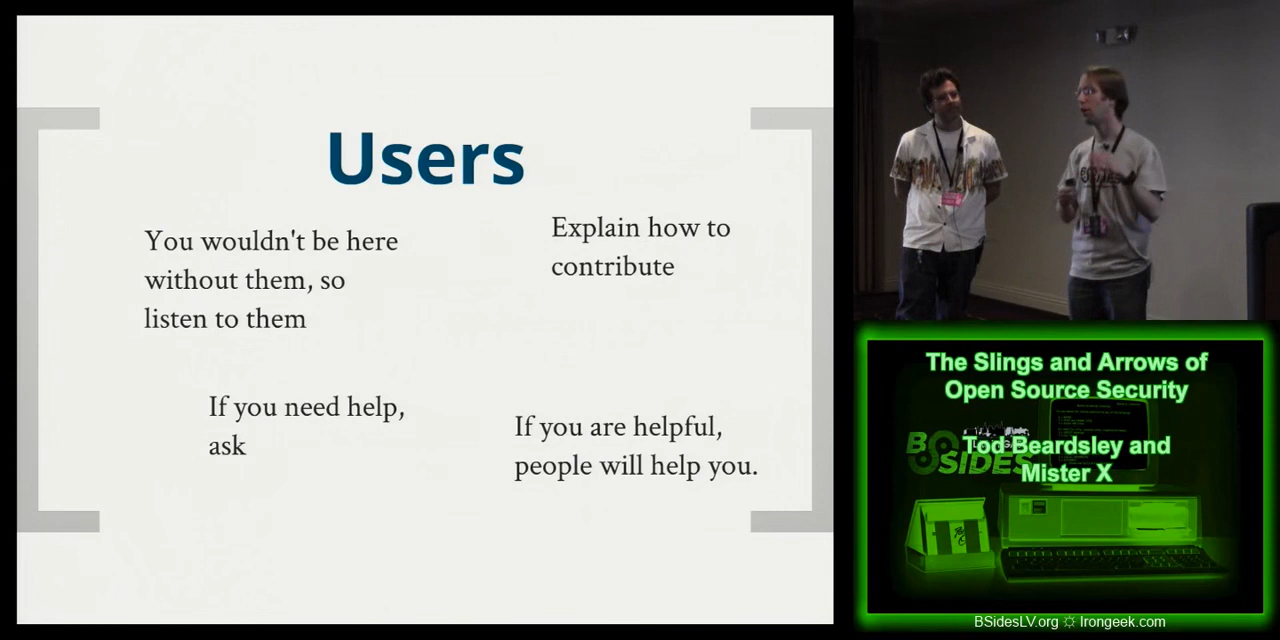 Users
You wouldn't be here
without them, so
listen to them
Explain how to
contribute
If you need help,
ask
If you are helpful,
people will help you.
The Slings and Arrows of
Open Source Security
Tod Beardsley and
Mister X
BSIDES
BSidesLV.org ☼ Irongeek.com